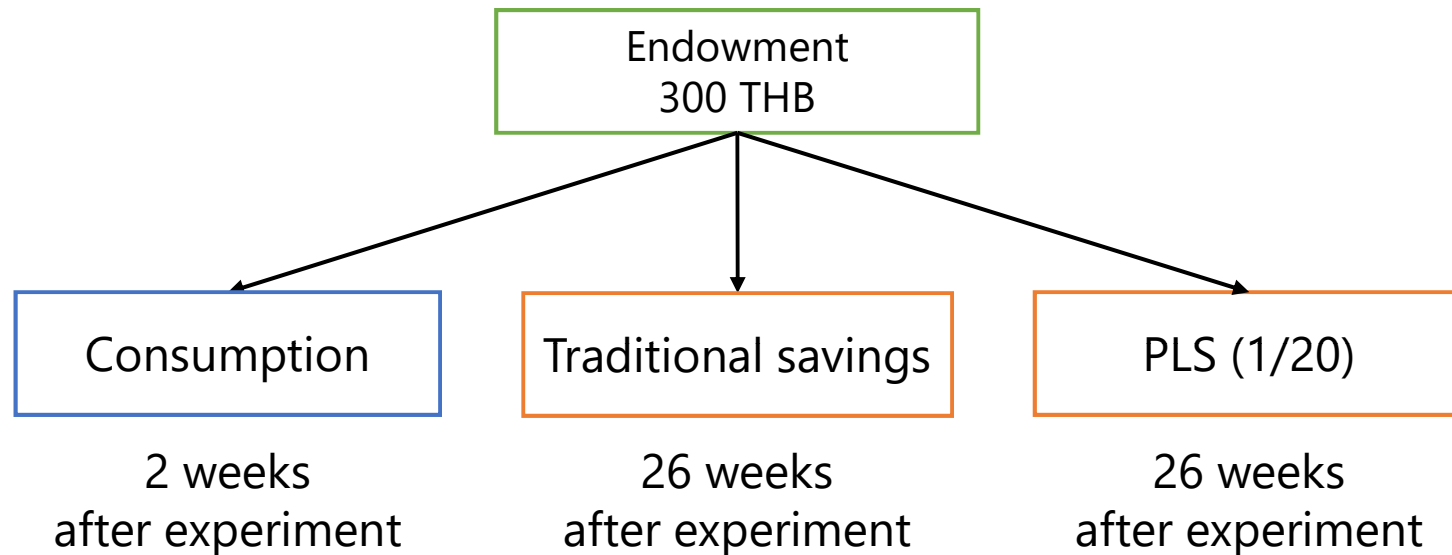 Endowment
300 THB
Consumption
Traditional savings
PLS (1/20)
2 weeks
after experiment
26 weeks
after experiment
26 weeks
after experiment